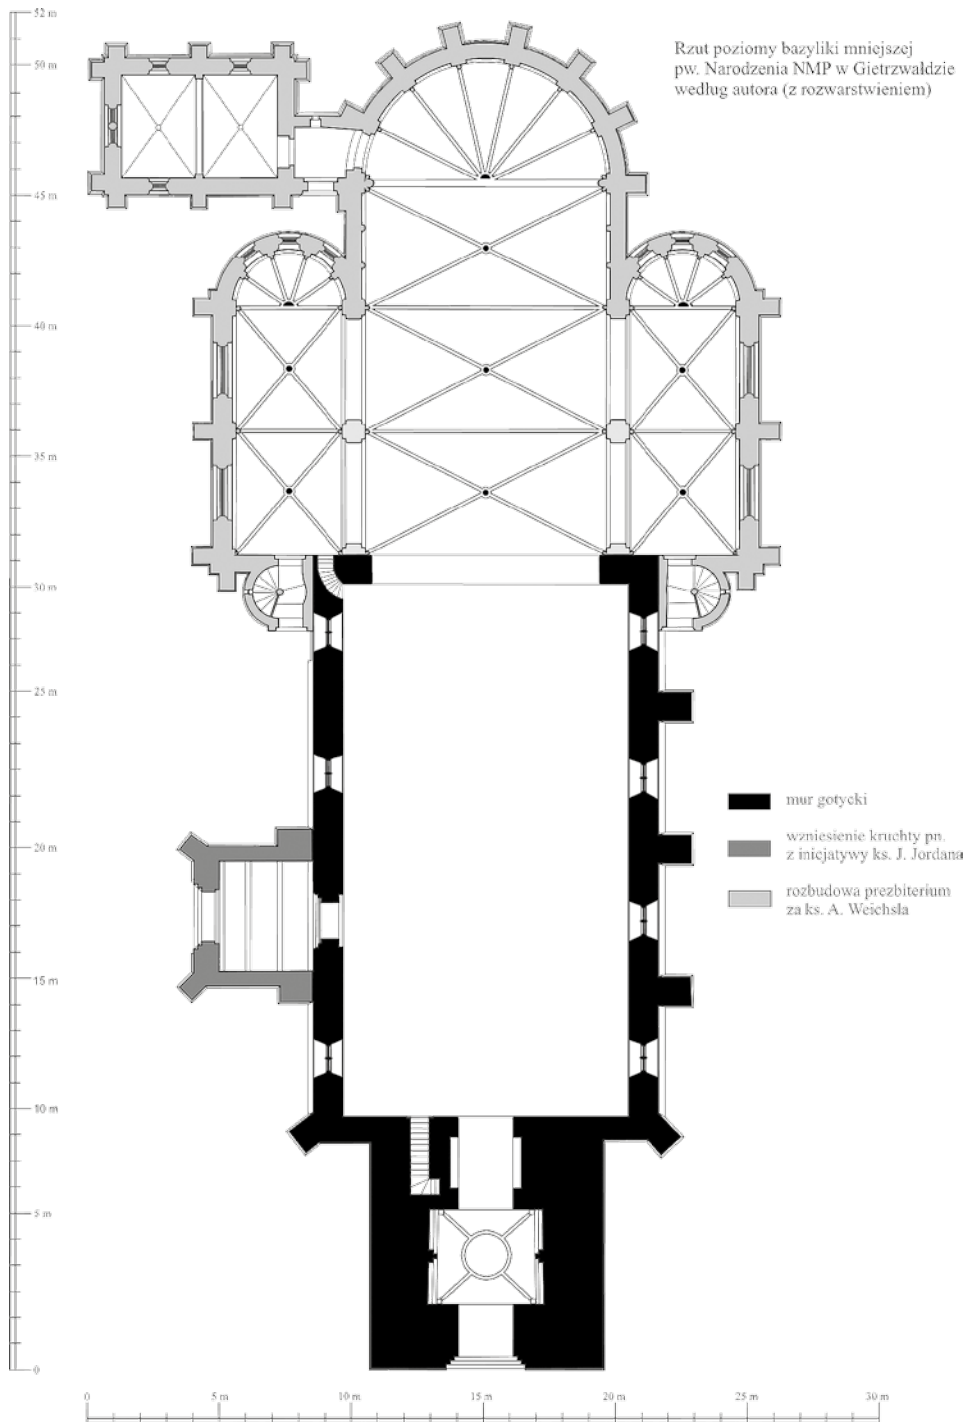 52 m
50 m
45 m
40 m
35 m
30 m
25 m
20 m
15 m
10 m
5 m
0
Rzut poziomy bazyliki mniejszej
pw. Narodzenia NMP w Gietrzwałdzie
według autora (z rozwarstwieniem)
mur gotycki
wzniesienie kruchty pn.
z inicjatywy ks. J. Jordana
rozbudowa prezbiterium
za ks. A. Weichsla
0 5 m 10 m 15 m 20 m 25 m 30 m